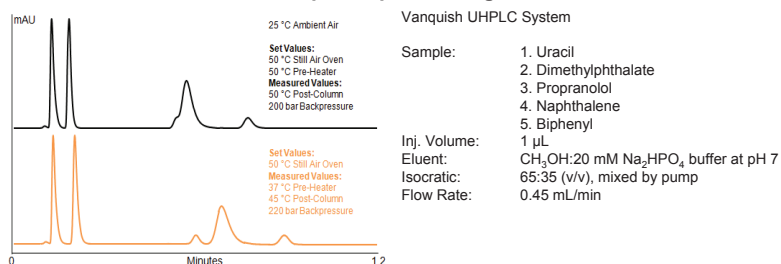 mAU
25 °C Ambient Air
Set Values:
50 °C Still Air Oven
50 °C Pre-Heater
Measured Values:
50 °C Post-Column
200 bar Backpressure
Set Values:
50 °C Still Air Oven
Measured Values:
37 °C Pre-Heater
45 °C Post-Column
220 bar Backpressure
0 Minutes 1.2
Vanquish UHPLC System
Sample: 1. Uracil
2. Dimethylphthalate
3. Propranolol
4. Naphthalene
5. Biphenyl
Inj. Volume: 1 µL
Eluent: CH₃OH:20 mM Na₂HPO₄ buffer at pH 7
Isocratic: 65:35 (v/v), mixed by pump
Flow Rate: 0.45 mL/min